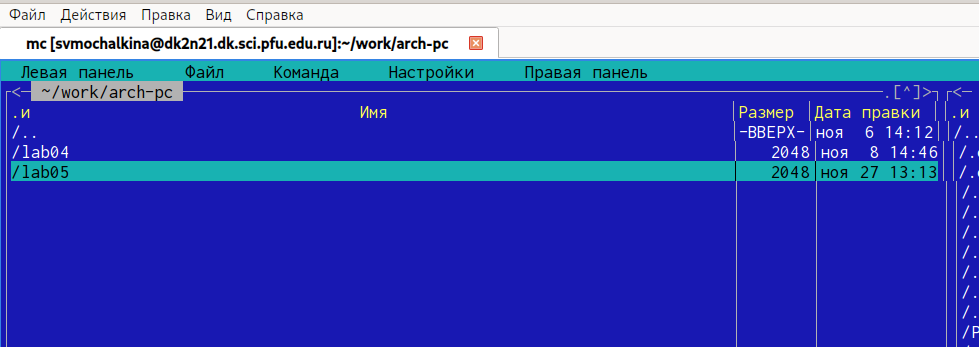 Файл Действия Правка Вид Справка
mc [svmochalkina@dk2n21.dk.sci.pfu.edu.ru]:~/work/arch-pc
Левая панель Файл Команда Настройки Правая панель
<─ ~/work/arch-pc .[^]> <─
.и Имя Размер Дата правки .и
/.. -ВВЕРХ- ноя 6 14:12 /..
/lab04 2048 ноя 8 14:46 /.
/lab05 2048 ноя 27 13:13 /.
/.
/.
/.
/.
/.
/.
/.
/P